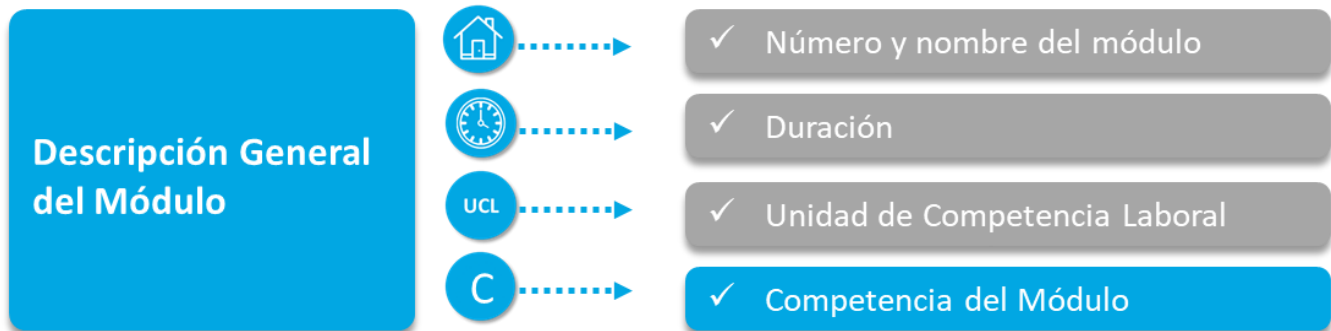 Descripción General
del Módulo
✓ Número y nombre del módulo
✓ Duración
UCL
✓ Unidad de Competencia Laboral
C
✓ Competencia del Módulo